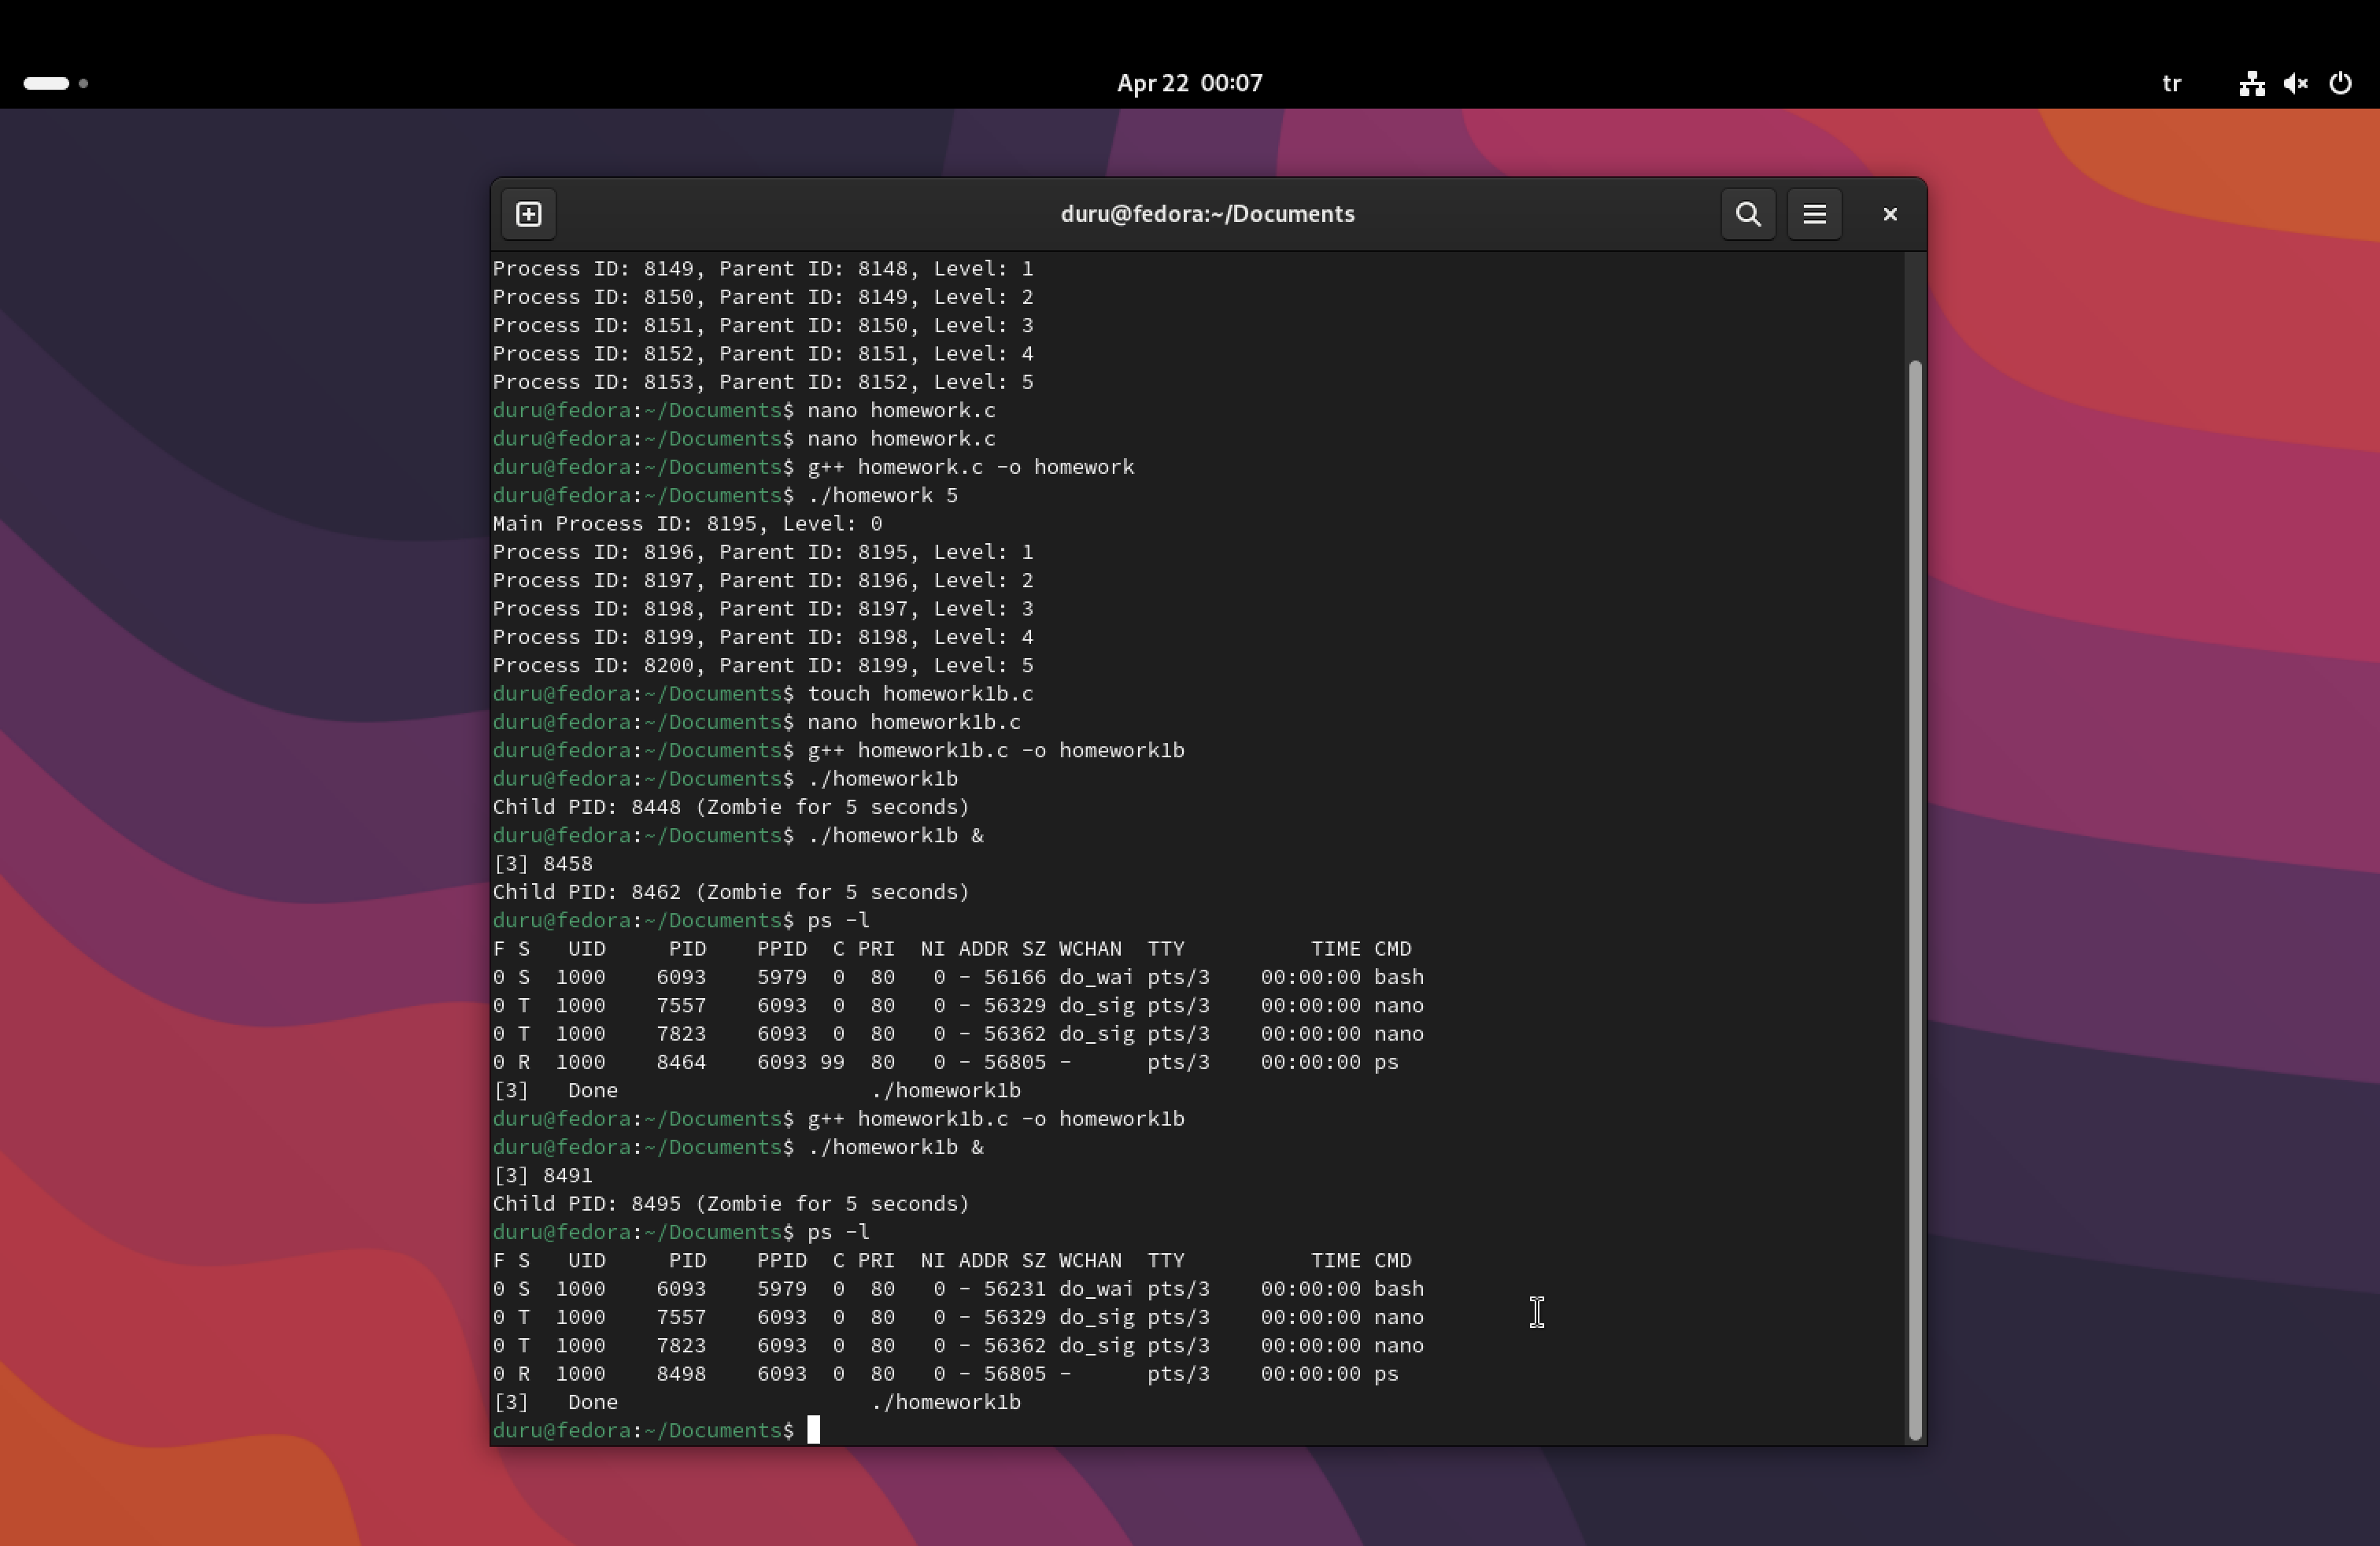 Apr 22 00:07
tr
duru@fedora:~/Documents
Process ID: 8149, Parent ID: 8148, Level: 1
Process ID: 8150, Parent ID: 8149, Level: 2
Process ID: 8151, Parent ID: 8150, Level: 3
Process ID: 8152, Parent ID: 8151, Level: 4
Process ID: 8153, Parent ID: 8152, Level: 5
duru@fedora:~/Documents$ nano homework.c
duru@fedora:~/Documents$ nano homework.c
duru@fedora:~/Documents$ g++ homework.c -o homework
duru@fedora:~/Documents$ ./homework 5
Main Process ID: 8195, Level: 0
Process ID: 8196, Parent ID: 8195, Level: 1
Process ID: 8197, Parent ID: 8196, Level: 2
Process ID: 8198, Parent ID: 8197, Level: 3
Process ID: 8199, Parent ID: 8198, Level: 4
Process ID: 8200, Parent ID: 8199, Level: 5
duru@fedora:~/Documents$ touch homework1b.c
duru@fedora:~/Documents$ nano homework1b.c
duru@fedora:~/Documents$ g++ homework1b.c -o homework1b
duru@fedora:~/Documents$ ./homework1b
Child PID: 8448 (Zombie for 5 seconds)
duru@fedora:~/Documents$ ./homework1b &
[3] 8458
Child PID: 8462 (Zombie for 5 seconds)
duru@fedora:~/Documents$ ps -l
F S   UID     PID    PPID  C PRI  NI ADDR SZ WCHAN  TTY          TIME CMD
0 S  1000    6093    5979  0  80   0 - 56166 do_wai pts/3    00:00:00 bash
0 T  1000    7557    6093  0  80   0 - 56329 do_sig pts/3    00:00:00 nano
0 T  1000    7823    6093  0  80   0 - 56362 do_sig pts/3    00:00:00 nano
0 R  1000    8464    6093 99  80   0 - 56805 -      pts/3    00:00:00 ps
[3]   Done                    ./homework1b
duru@fedora:~/Documents$ g++ homework1b.c -o homework1b
duru@fedora:~/Documents$ ./homework1b &
[3] 8491
Child PID: 8495 (Zombie for 5 seconds)
duru@fedora:~/Documents$ ps -l
F S   UID     PID    PPID  C PRI  NI ADDR SZ WCHAN  TTY          TIME CMD
0 S  1000    6093    5979  0  80   0 - 56231 do_wai pts/3    00:00:00 bash
0 T  1000    7557    6093  0  80   0 - 56329 do_sig pts/3    00:00:00 nano
0 T  1000    7823    6093  0  80   0 - 56362 do_sig pts/3    00:00:00 nano
0 R  1000    8498    6093  0  80   0 - 56805 -      pts/3    00:00:00 ps
[3]   Done                    ./homework1b
duru@fedora:~/Documents$